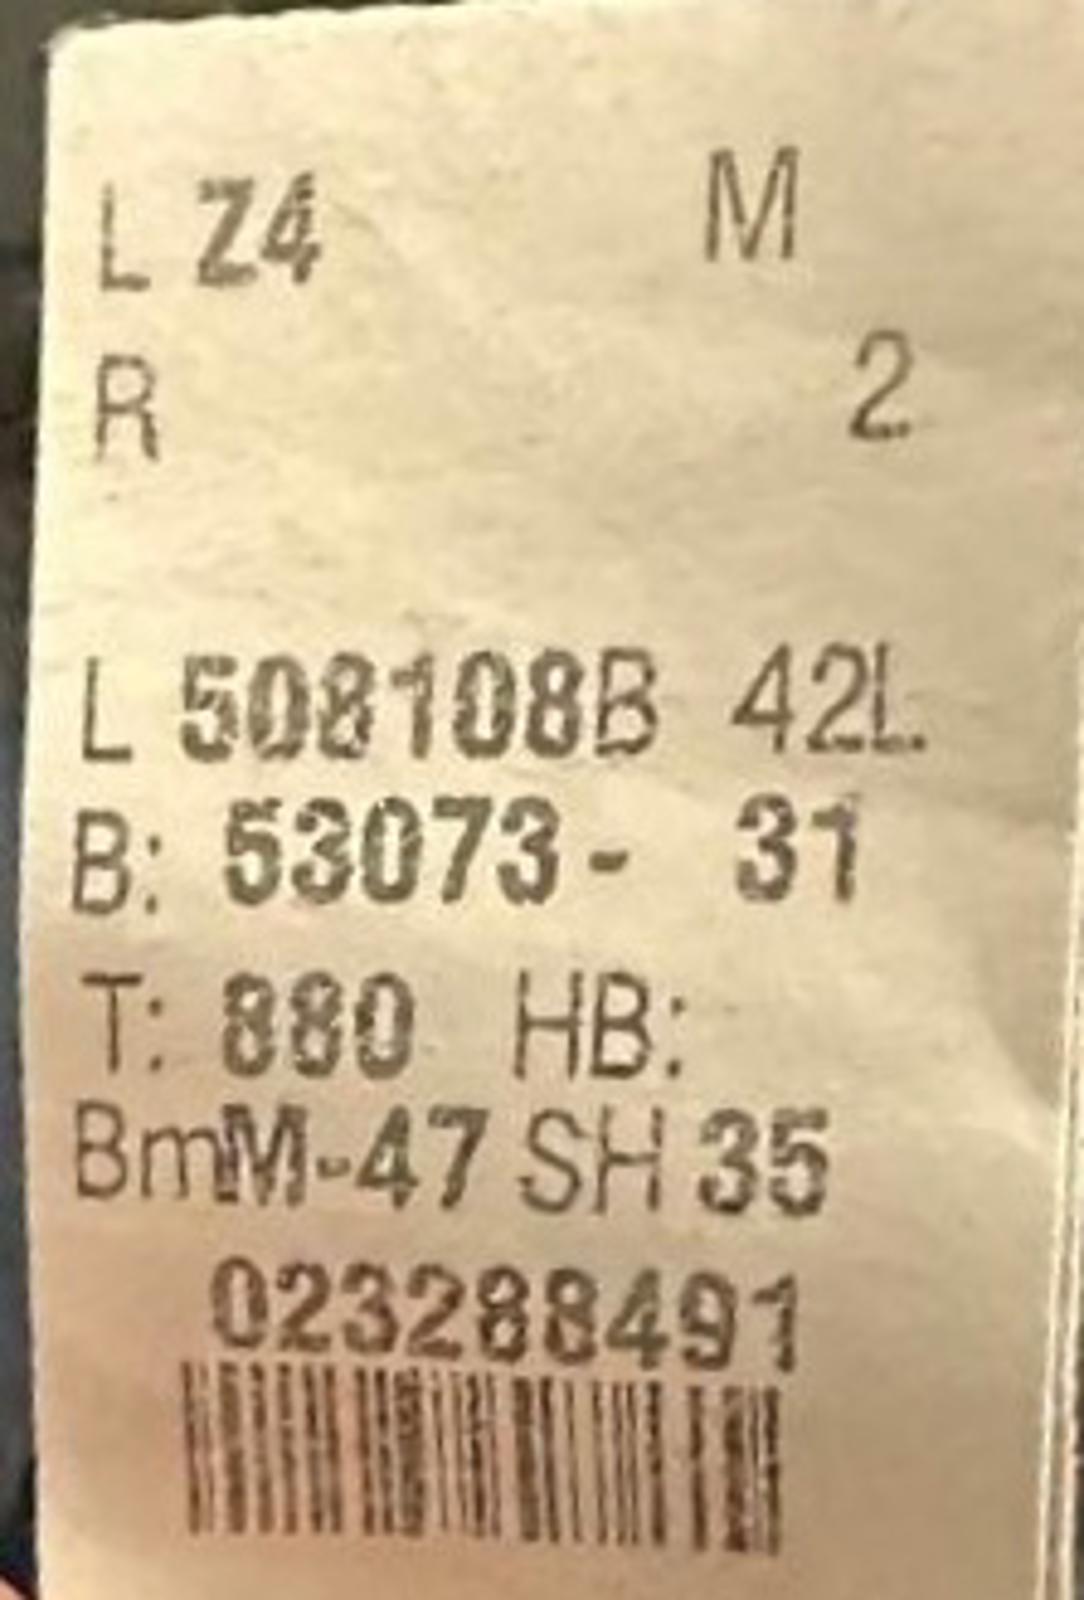 L Z4 M
R 2
L 508108B 42L
B: 53073- 31
T: 880 HB:
BmM-47 SH 35
023288491